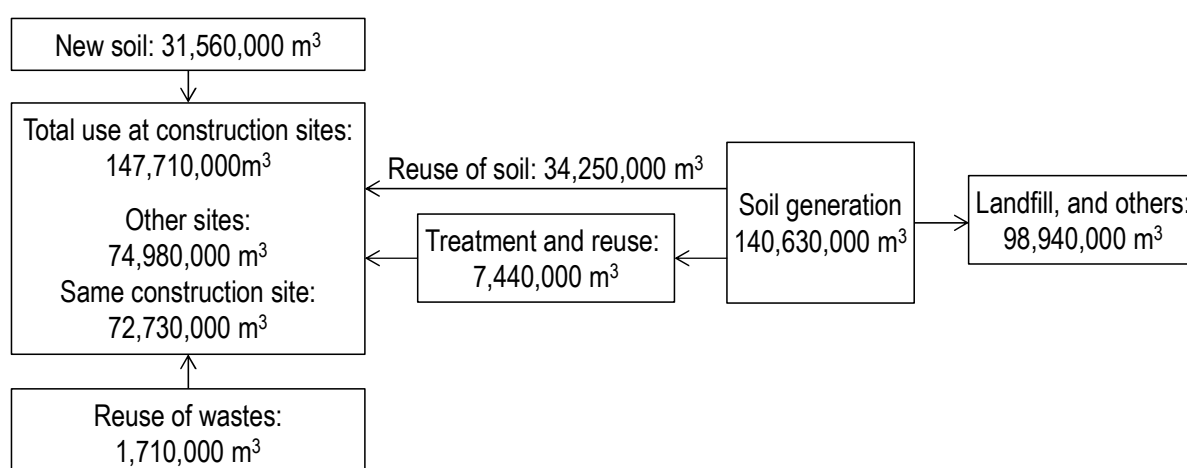 New soil: 31,560,000 m³
Total use at construction sites:
147,710,000m³
Other sites:
74,980,000 m³
Same construction site:
72,730,000 m³
Reuse of wastes:
1,710,000 m³
Reuse of soil: 34,250,000 m³
Treatment and reuse:
7,440,000 m³
Soil generation
140,630,000 m³
Landfill, and others:
98,940,000 m³